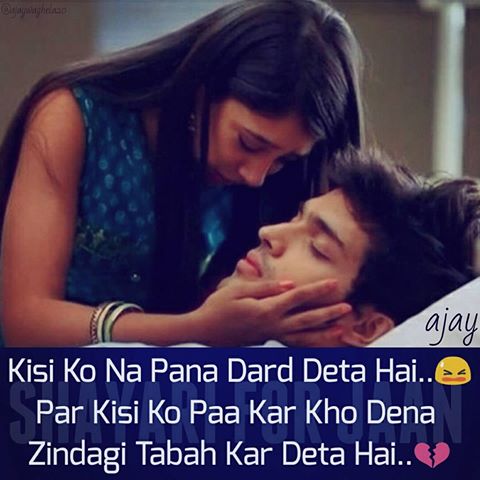 @ajaywaghela20
ajay
Kisi Ko Na Pana Dard Deta Hai..😫
Par Kisi Ko Paa Kar Kho Dena
Zindagi Tabah Kar Deta Hai..💔
SHAYARI FOR JAAN